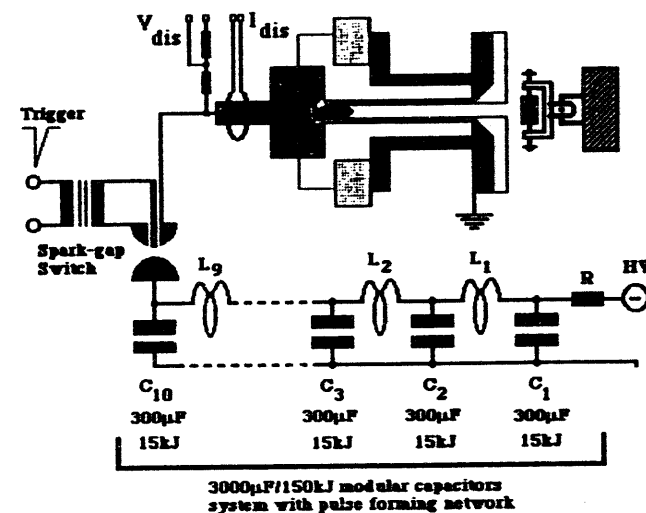 V dis
I dis
Trigger
Spark-gap
Switch
L9
L2
L1
R
HV
C10
C3
C2
C1
300µF
300µF
300µF
300µF
15kJ
15kJ
15kJ
15kJ
3000µF/150kJ modular capacitors
system with pulse forming network